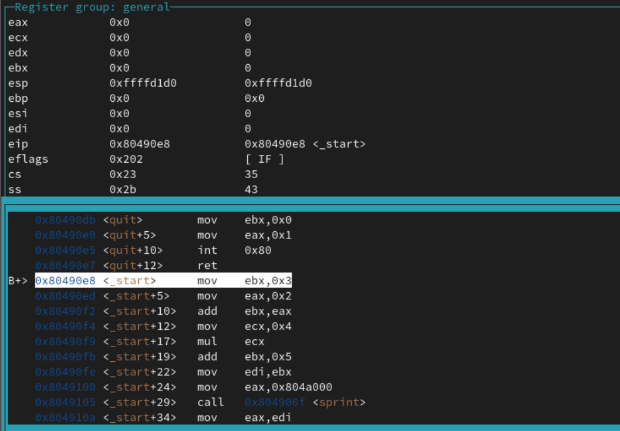 Register group: general
eax 0x0 0
ecx 0x0 0
edx 0x0 0
ebx 0x0 0
esp 0xffffd1d0 0xffffd1d0
ebp 0x0 0x0
esi 0x0 0
edi 0x0 0
eip 0x80490e8 0x80490e8 <_start>
eflags 0x202 [ IF ]
cs 0x23 35
ss 0x2b 43
0x80490db <quit> mov ebx,0x0
0x80490e0 <quit+5> mov eax,0x1
0x80490e5 <quit+10> int 0x80
0x80490e7 <quit+12> ret
B+> 0x80490e8 <_start> mov ebx,0x3
0x80490ed <_start+5> mov eax,0x2
0x80490f2 <_start+10> add ebx,eax
0x80490f4 <_start+12> mov ecx,0x4
0x80490f9 <_start+17> mul ecx
0x80490fb <_start+19> add ebx,0x5
0x80490fe <_start+22> mov edi,ebx
0x8049100 <_start+24> mov eax,0x804a000
0x8049105 <_start+29> call 0x804900f <sprint>
0x804910a <_start+34> mov eax,edi